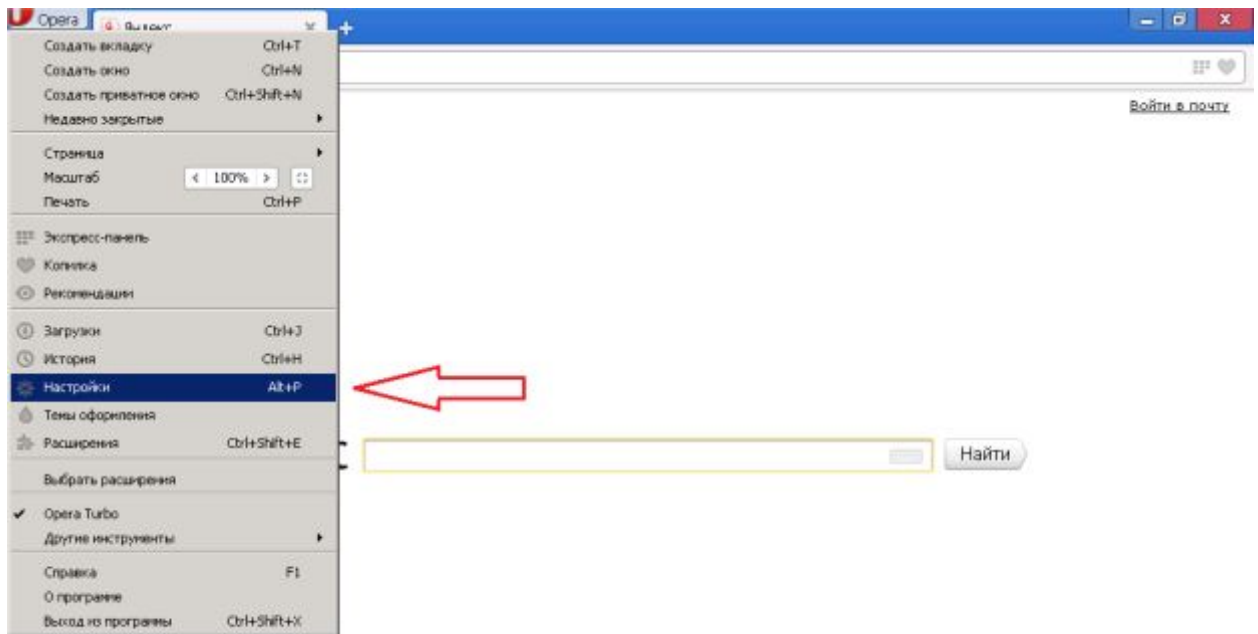 Opera
Яндекс
Создать вкладку Ctrl+T
Создать окно Ctrl+N
Создать приватное окно Ctrl+Shift+N
Недавно закрытые
Страница
Масштаб 100%
Печать Ctrl+P
Экспресс-панель
Копилка
Рекомендации
Загрузки Ctrl+J
История Ctrl+H
Настройки Alt+P
Темы оформления
Расширения Ctrl+Shift+E
Выбрать расширения
Opera Turbo
Другие инструменты
Справка F1
О программе
Выход из программы Ctrl+Shift+X
Войти в почту
Найти